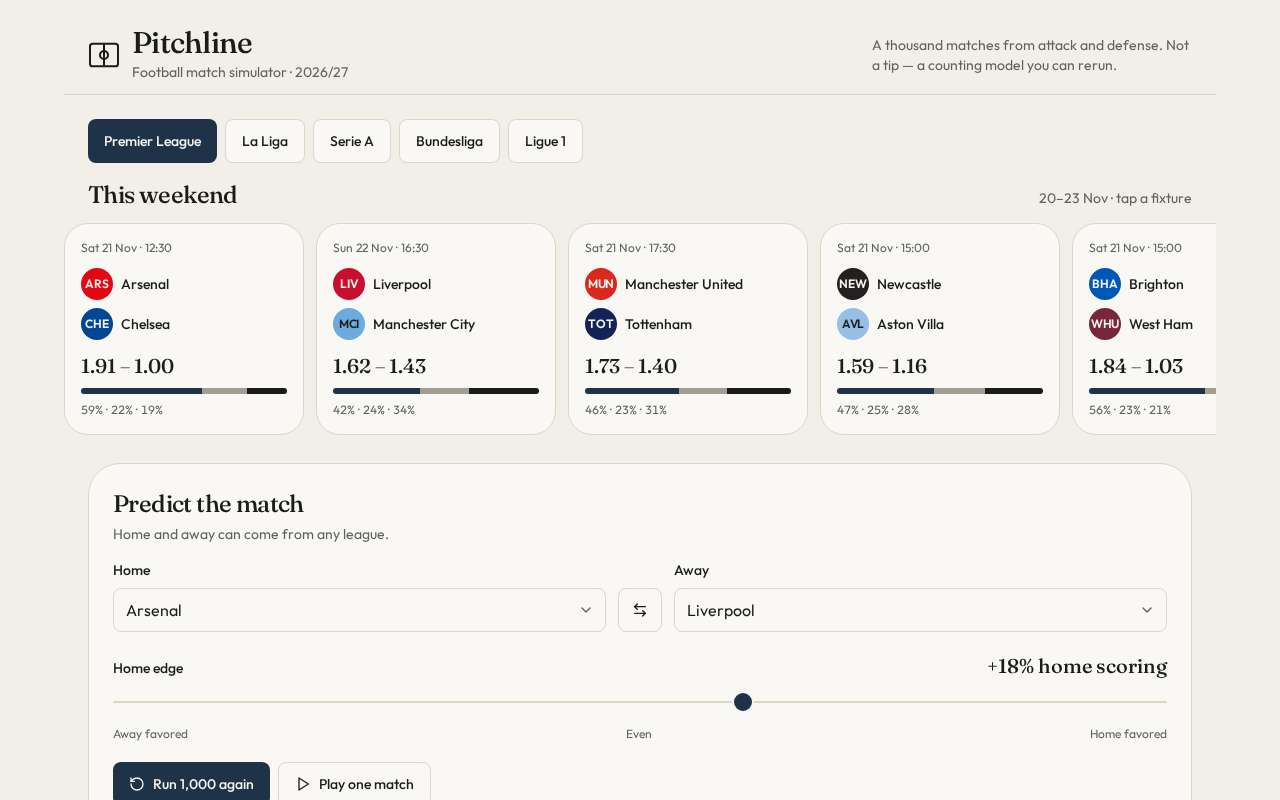 Pitchline
Football match simulator · 2026/27
A thousand matches from attack and defense. Not
a tip — a counting model you can rerun.
Premier League
La Liga
Serie A
Bundesliga
Ligue 1
This weekend
20–23 Nov · tap a fixture
Sat 21 Nov · 12:30
ARS Arsenal
CHE Chelsea
1.91 – 1.00
59% · 22% · 19%
Sun 22 Nov · 16:30
LIV Liverpool
MCI Manchester City
1.62 – 1.43
42% · 24% · 34%
Sat 21 Nov · 17:30
MUN Manchester United
TOT Tottenham
1.73 – 1.40
46% · 23% · 31%
Sat 21 Nov · 15:00
NEW Newcastle
AVL Aston Villa
1.59 – 1.16
47% · 25% · 28%
Sat 21 Nov · 15:00
BHA Brighton
WHU West Ham
1.84 – 1.03
56% · 23% · 21%
Predict the match
Home and away can come from any league.
Home
Away
Arsenal
Liverpool
Home edge
+18% home scoring
Away favored
Even
Home favored
Run 1,000 again
Play one match